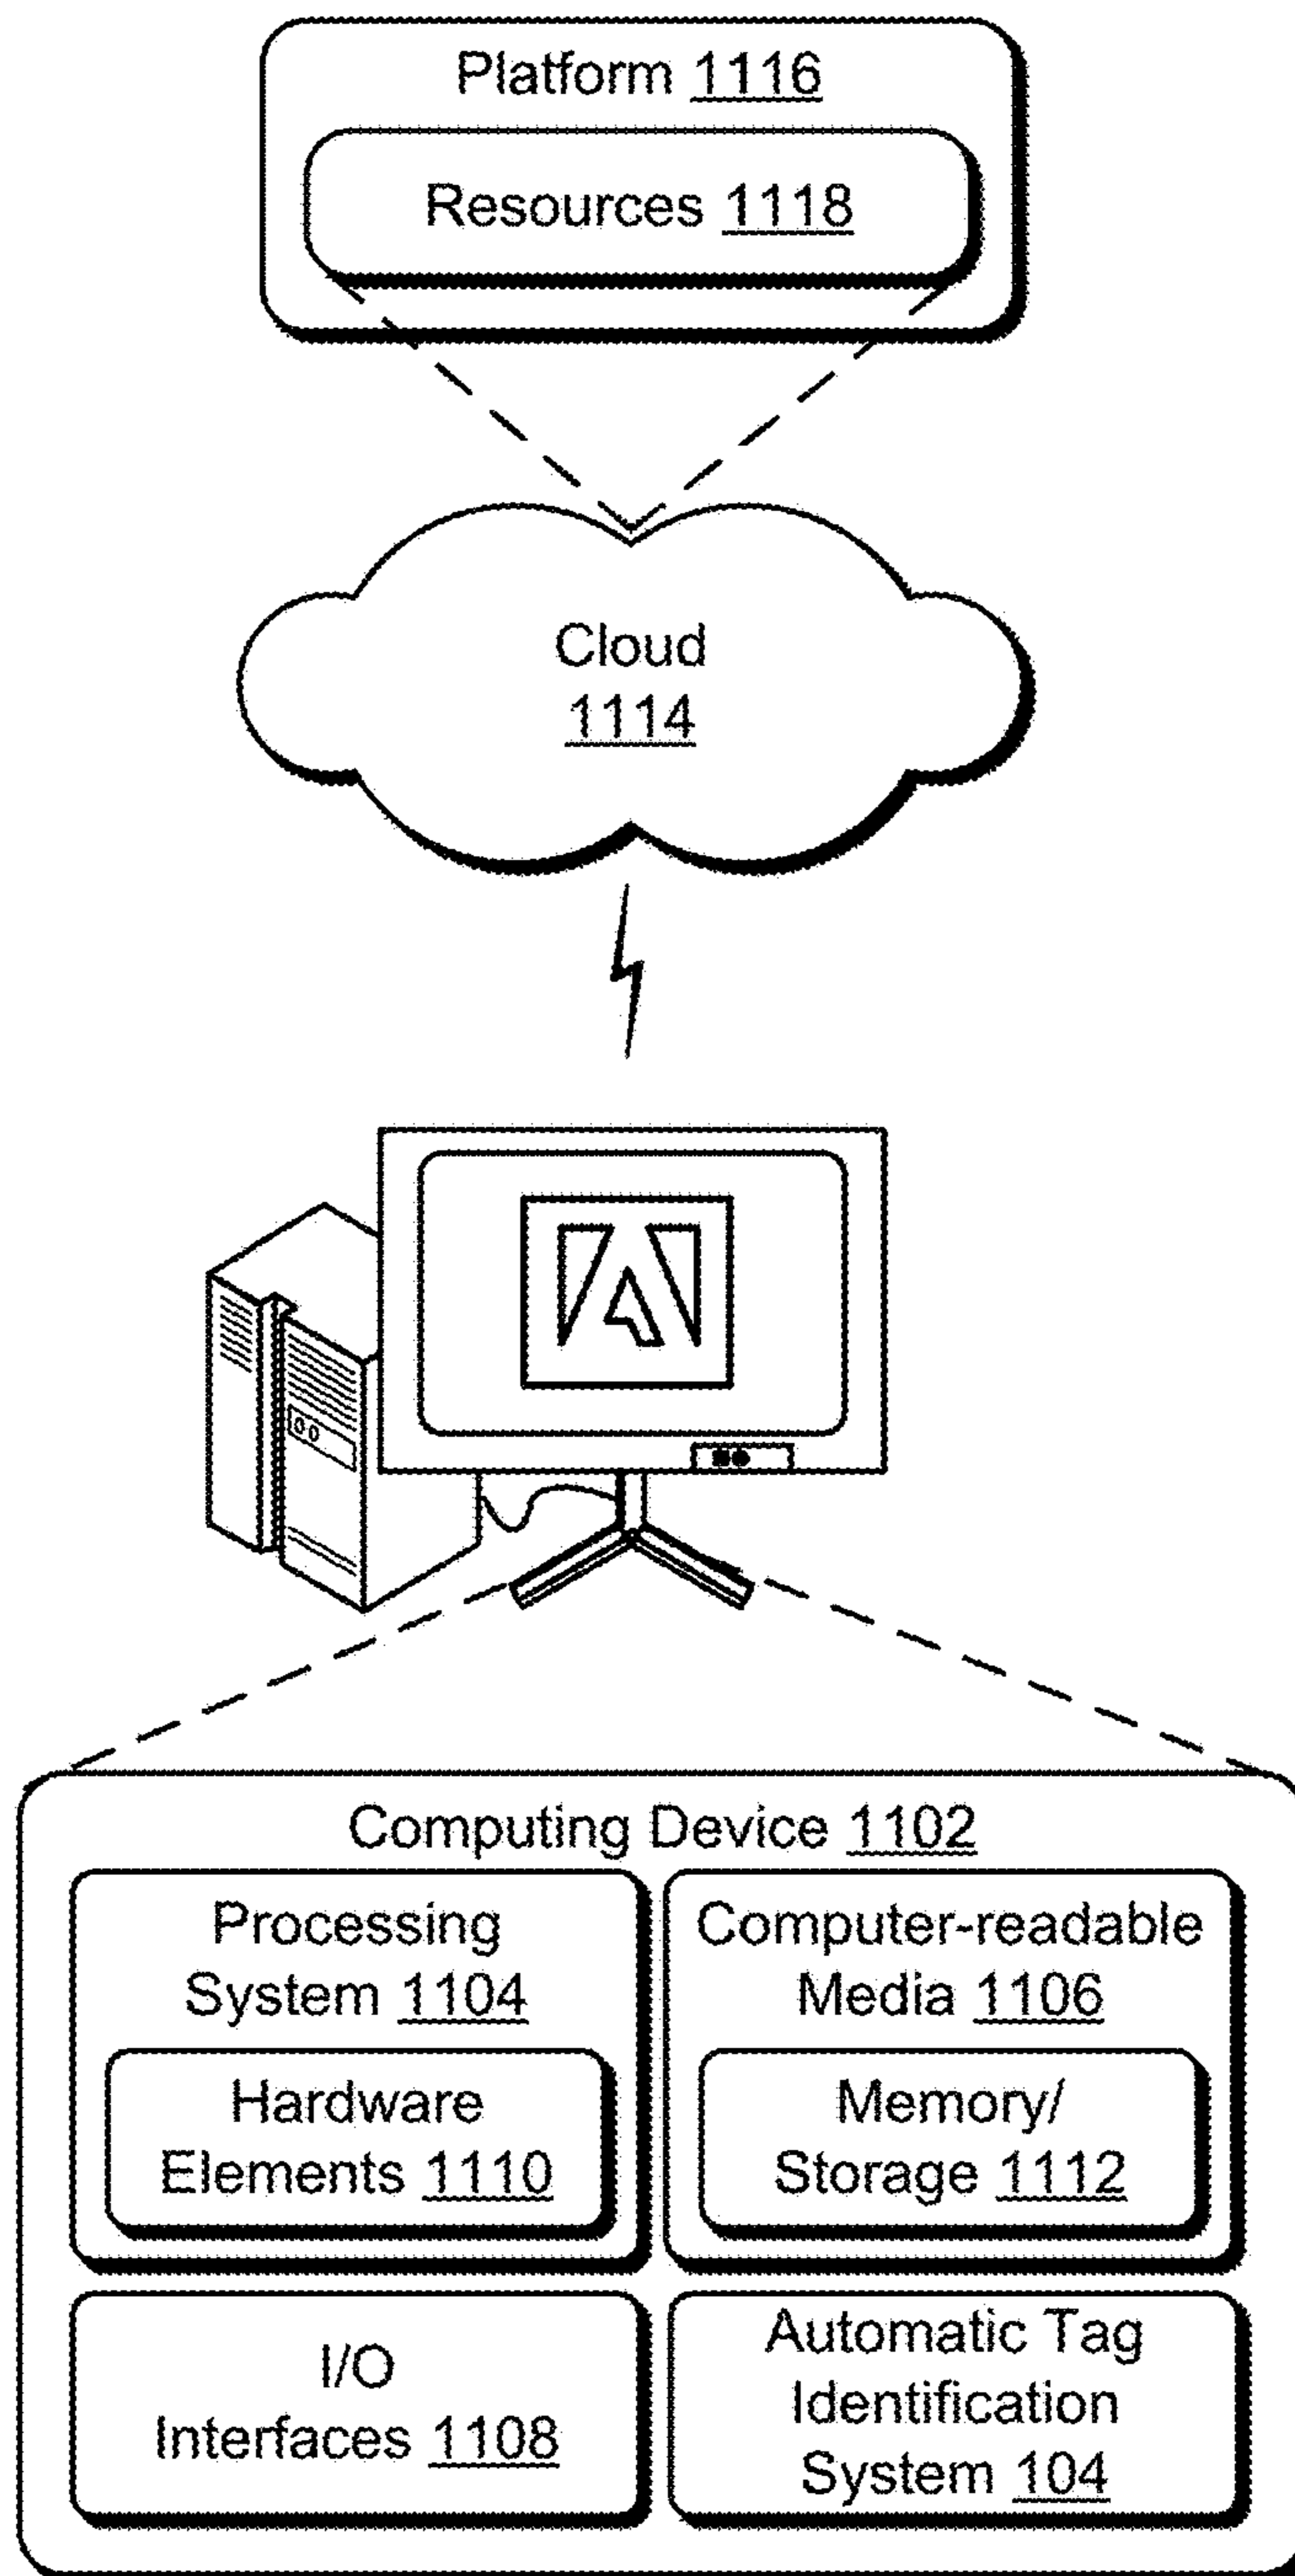 Platform 1116
Resources 1118
Cloud
1114
Computing Device 1102
Processing
System 1104
Hardware
Elements 1110
Computer-readable
Media 1106
Memory/
Storage 1112
I/O
Interfaces 1108
Automatic Tag
Identification
System 104